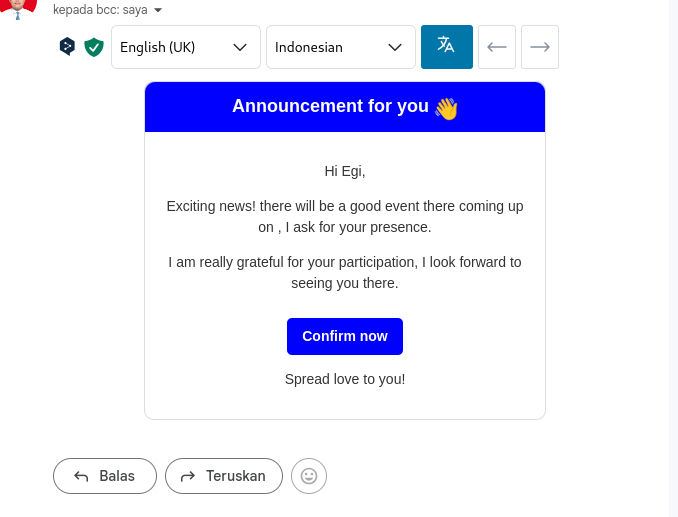 kepada bcc: saya
English (UK)
Indonesian
Announcement for you 👋
Hi Egi,
Exciting news! there will be a good event there coming up
on , I ask for your presence.
I am really grateful for your participation, I look forward to
seeing you there.
Confirm now
Spread love to you!
Balas
Teruskan